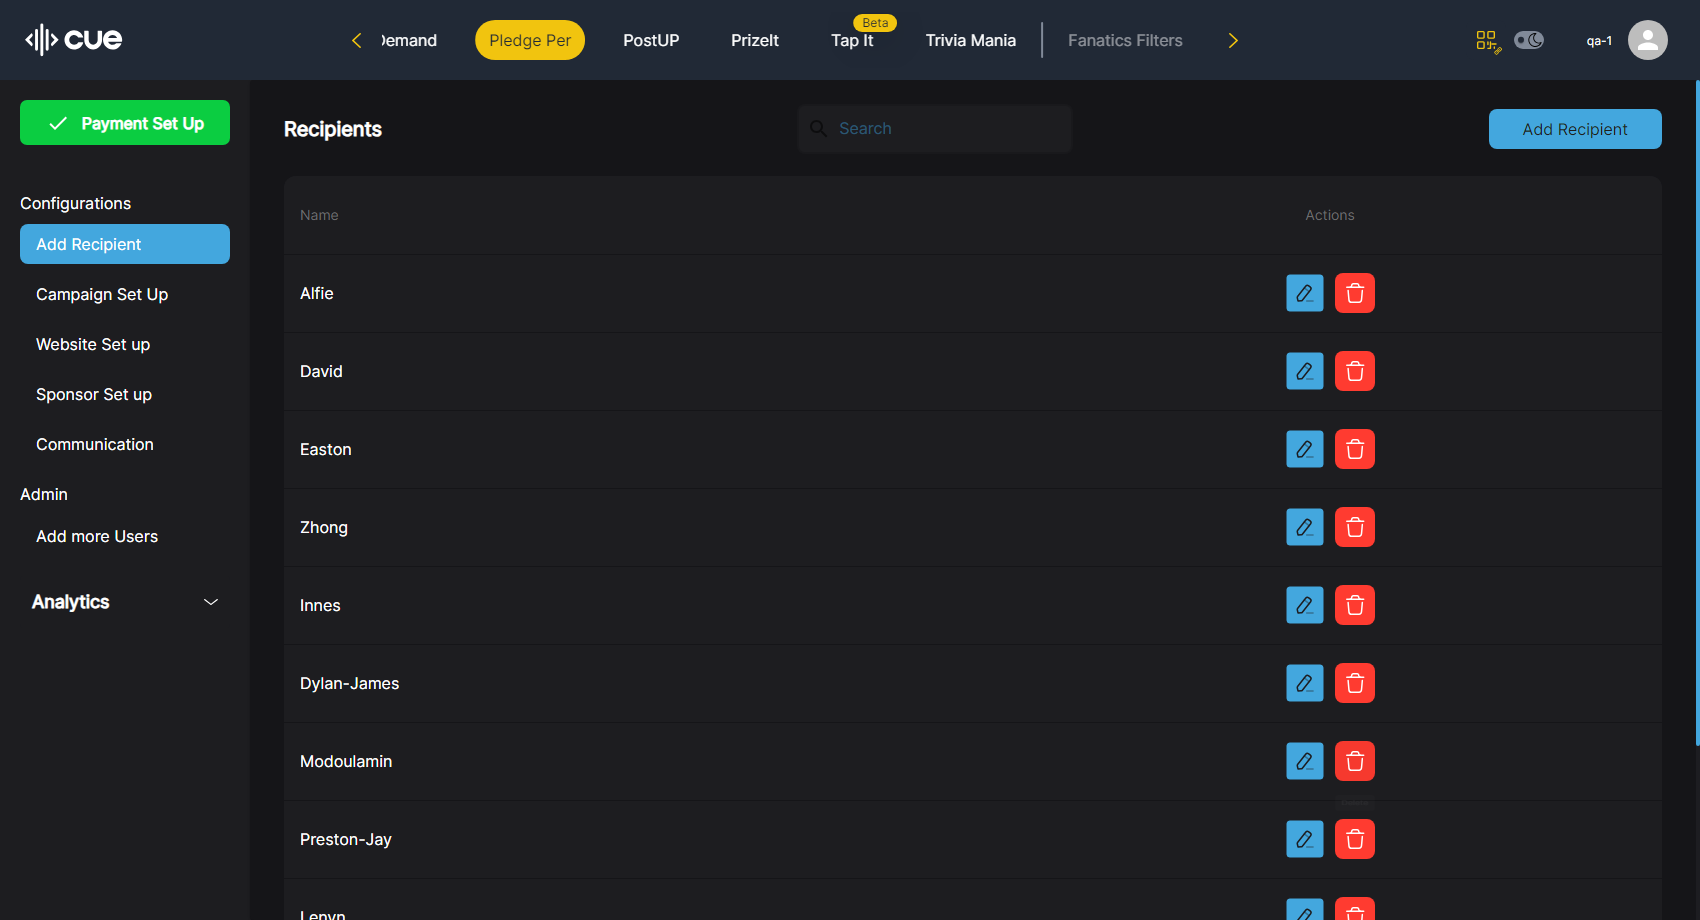 cue
Demand
Pledge Per
PostUP
PrizeIt
Beta
Tap It
Trivia Mania
Fanatics Filters
qa-1
Payment Set Up
Configurations
Add Recipient
Campaign Set Up
Website Set up
Sponsor Set up
Communication
Admin
Add more Users
Analytics
Recipients
Search
Add Recipient
Name
Actions
Alfie
David
Easton
Zhong
Innes
Dylan-James
Modoulamin
Preston-Jay
Lenyn